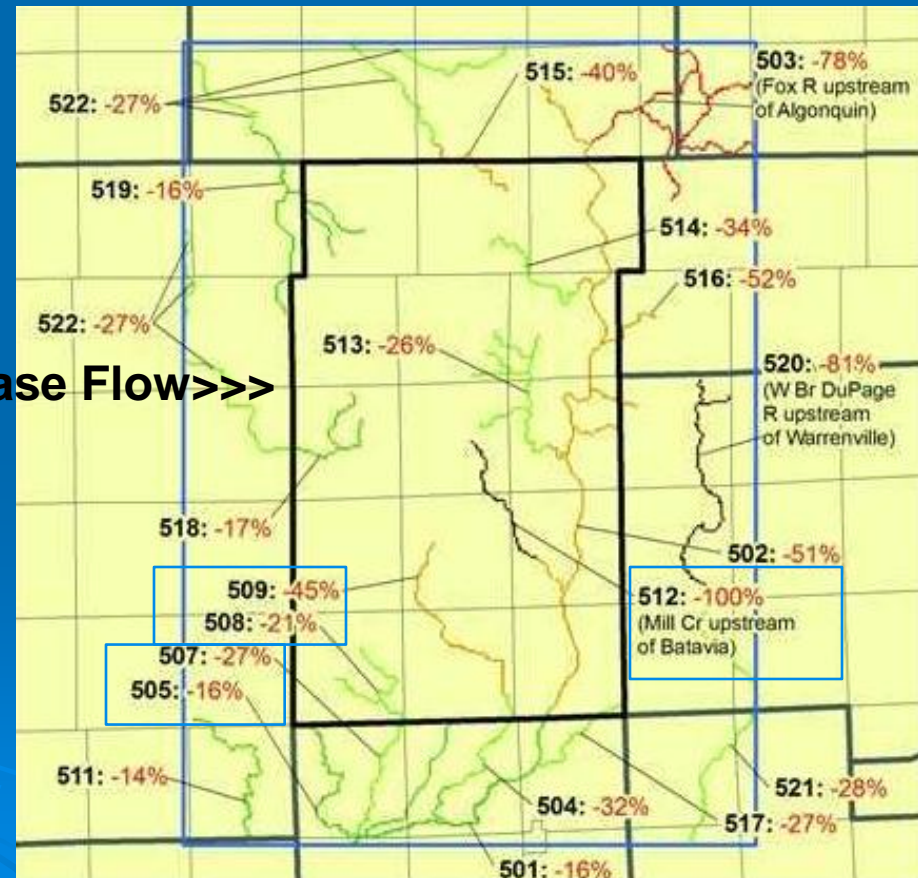 515: -40%
503: -78%
(Fox R upstream
of Algonquin)
522: -27%
519: -16%
514: -34%
516: -52%
522: -27%
513: -26%
520: -81%
(W Br DuPage
R upstream
of Warrenville)
ase Flow>>>
518: -17%
502: -51%
509: -45%
512: -100%
(Mill Cr upstream
of Batavia)
508: -21%
507: -27%
505: -16%
511: -14%
504: -32%
521: -28%
517: -27%
501: -16%